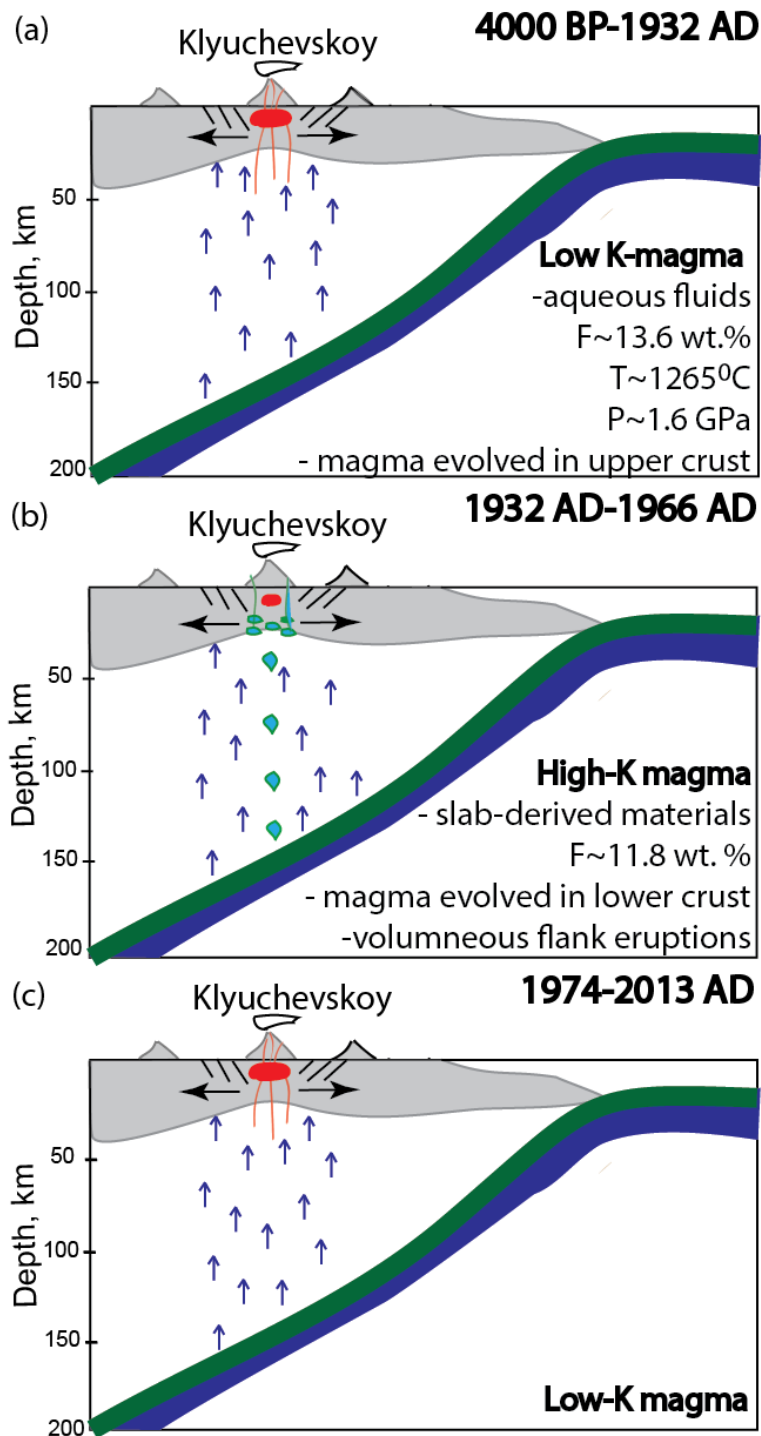 (a)
4000 BP-1932 AD
Klyuchevskoy
Depth, km
50
100
150
200
Low K-magma
-aqueous fluids
F~13.6 wt.%
T~1265⁰C
P~1.6 GPa
- magma evolved in upper crust
(b)
1932 AD-1966 AD
Klyuchevskoy
Depth, km
50
100
150
200
High-K magma
- slab-derived materials
F~11.8 wt. %
- magma evolved in lower crust
-volumneous flank eruptions
(c)
1974-2013 AD
Klyuchevskoy
Depth, km
50
100
150
200
Low-K magma